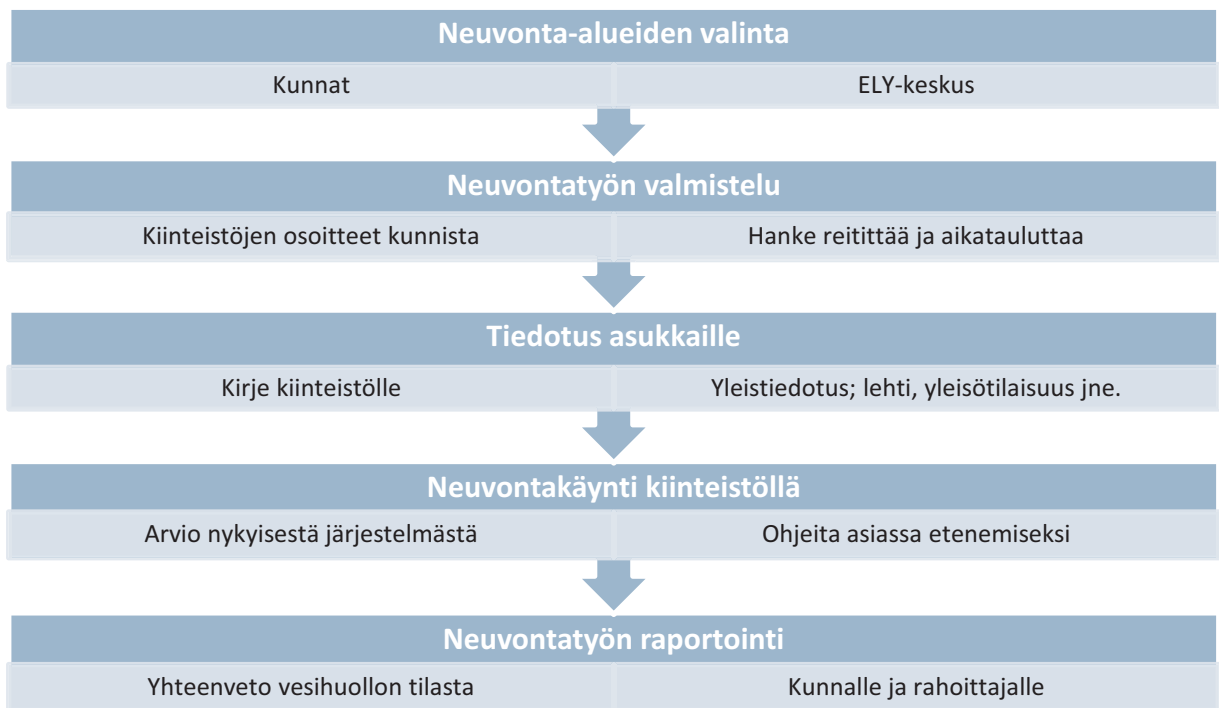 Neuvonta-alueiden valinta
Kunnat
ELY-keskus
Neuvontatyön valmistelu
Kiinteistöjen osoitteet kunnista
Hanke reitittää ja aikatauluttaa
Tiedotus asukkaille
Kirje kiinteistölle
Yleistiedotus; lehti, yleisötilaisuus jne.
Neuvontakäynti kiinteistöllä
Arvio nykyisestä järjestelmästä
Ohjeita asiassa etenemiseksi
Neuvontatyön raportointi
Yhteenveto vesihuollon tilasta
Kunnalle ja rahoittajalle